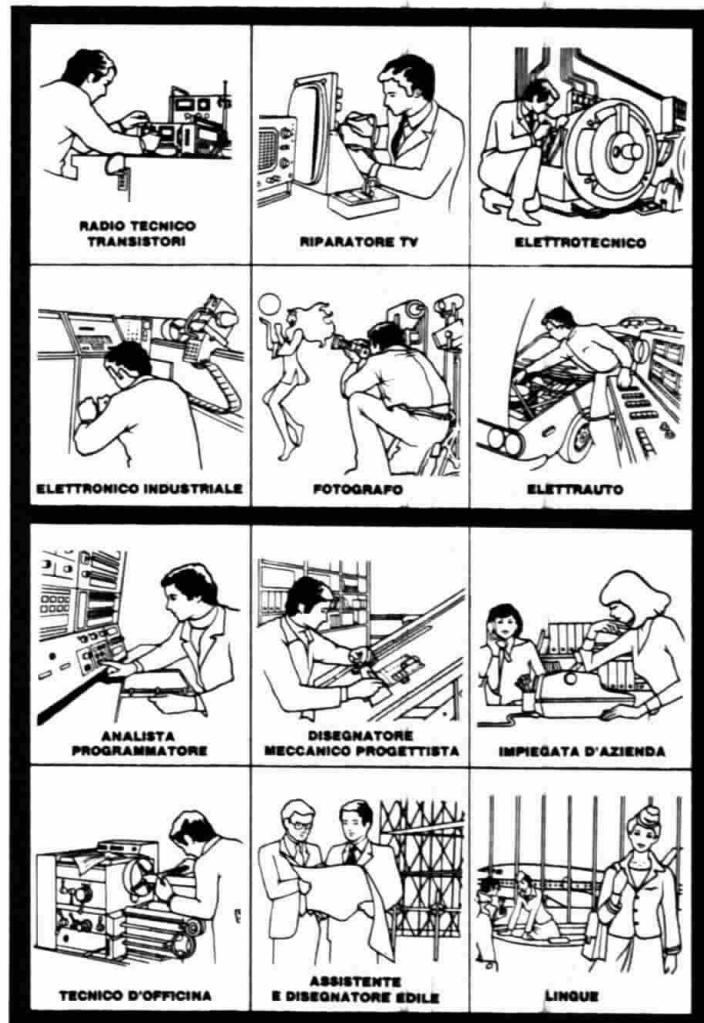 RADIO TECNICO
TRANSISTORI
RIPARATORE TV
ELETTROTECNICO
ELETTRONICO INDUSTRIALE
FOTOGRAFO
ELETTRAUTO
ANALISTA
PROGRAMMATORE
DISEGNATORE
MECCANICO PROGETTISTA
IMPIEGATA D'AZIENDA
TECNICO D'OFFICINA
ASSISTENTE
E DISEGNATORE EDILE
LINGUE